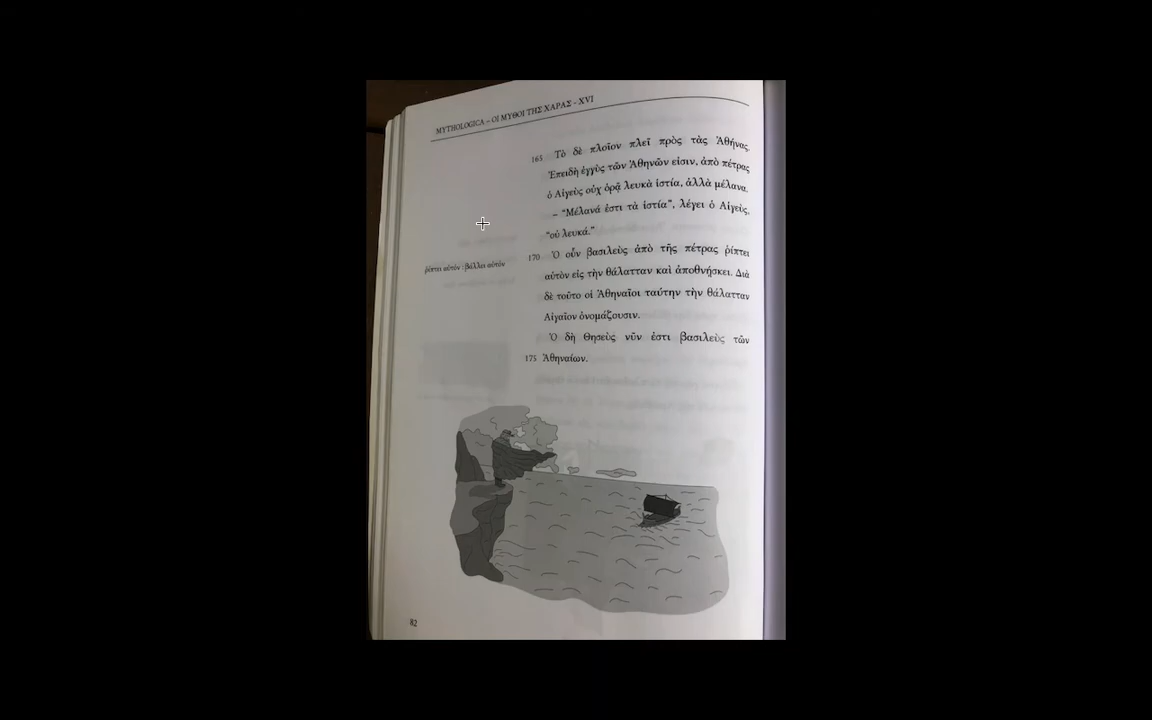 MYTHOLOGICA – ΟΙ ΜΥΘΟΙ ΤΗΣ ΧΑΡΑΣ - XVI
165 Τὸ δὲ πλοῖον πλεῖ πρὸς τὰς Ἀθήνας.
Ἐπειδὴ ἐγγὺς τῶν Ἀθηνῶν εἰσιν, ἀπὸ πέτρας
ὁ Αἰγεὺς οὐχ ὁρᾷ λευκὰ ἱστία, ἀλλὰ μέλανα.
– “Μέλανά ἐστι τὰ ἱστία”, λέγει ὁ Αἰγεύς,
“οὐ λευκά.”
170 Ὁ οὖν βασιλεὺς ἀπὸ τῆς πέτρας ῥίπτει
ῥίπτει αὐτόν : βάλλει αὐτόν
αὐτὸν εἰς τὴν θάλατταν καὶ ἀποθνῄσκει. Διὰ
δὲ τοῦτο οἱ Ἀθηναῖοι ταύτην τὴν θάλατταν
Αἰγαῖον ὀνομάζουσιν.
Ὁ δὴ Θησεὺς νῦν ἐστι βασιλεὺς τῶν
175 Ἀθηναίων.
82